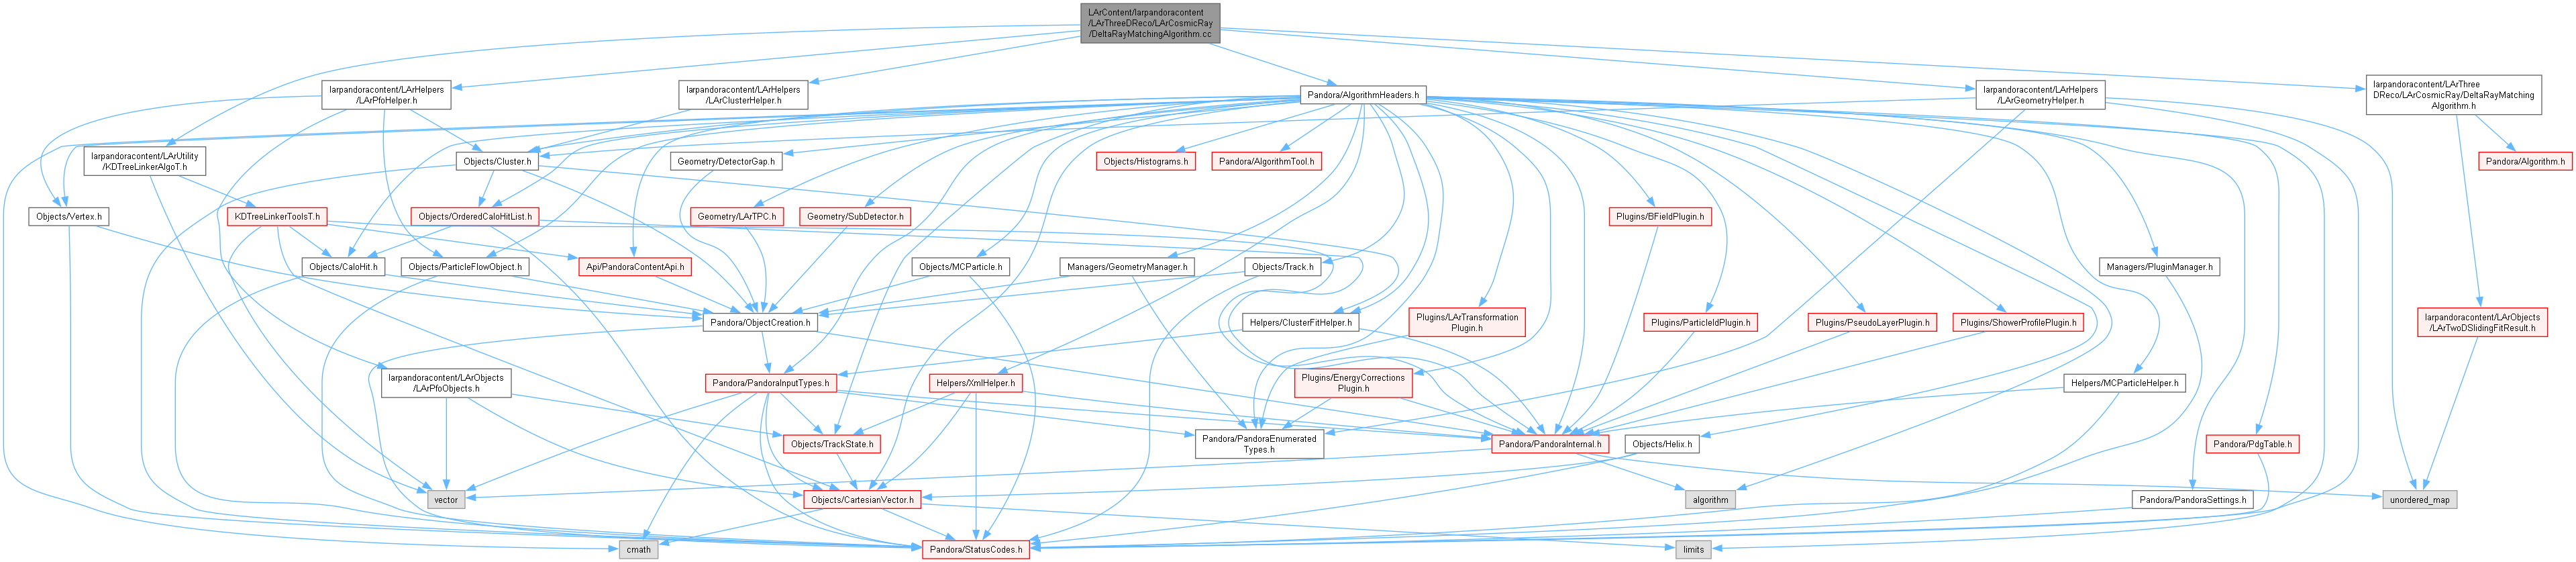 LArContent/larpandoracontent
/LArThreeDReco/LArCosmicRay
/DeltaRayMatchingAlgorithm.cc
larpandoracontent/LArHelpers
/LArPfoHelper.h
larpandoracontent/LArHelpers
/LArClusterHelper.h
Pandora/AlgorithmHeaders.h
larpandoracontent/LArHelpers
/LArGeometryHelper.h
larpandoracontent/LArThree
DReco/LArCosmicRay/DeltaRayMatching
Algorithm.h
larpandoracontent/LArUtility
/KDTreeLinkerAlgoT.h
Objects/Cluster.h
Geometry/DetectorGap.h
Objects/Histograms.h
Pandora/AlgorithmTool.h
Pandora/Algorithm.h
Objects/Vertex.h
KDTreeLinkerToolsT.h
Objects/OrderedCaloHitList.h
Geometry/LArTPC.h
Geometry/SubDetector.h
Plugins/BFieldPlugin.h
Objects/CaloHit.h
Objects/ParticleFlowObject.h
Api/PandoraContentApi.h
Objects/MCParticle.h
Managers/GeometryManager.h
Objects/Track.h
Managers/PluginManager.h
Pandora/ObjectCreation.h
Helpers/ClusterFitHelper.h
Plugins/LArTransformation
Plugin.h
Plugins/ParticleIdPlugin.h
Plugins/PseudoLayerPlugin.h
Plugins/ShowerProfilePlugin.h
larpandoracontent/LArObjects
/LArTwoDSlidingFitResult.h
larpandoracontent/LArObjects
/LArPfoObjects.h
Pandora/PandoraInputTypes.h
Helpers/XmlHelper.h
Plugins/EnergyCorrections
Plugin.h
Helpers/MCParticleHelper.h
Objects/TrackState.h
Pandora/PandoraEnumerated
Types.h
Pandora/PandoraInternal.h
Objects/Helix.h
Pandora/PdgTable.h
vector
Objects/CartesianVector.h
algorithm
Pandora/PandoraSettings.h
unordered_map
cmath
Pandora/StatusCodes.h
limits